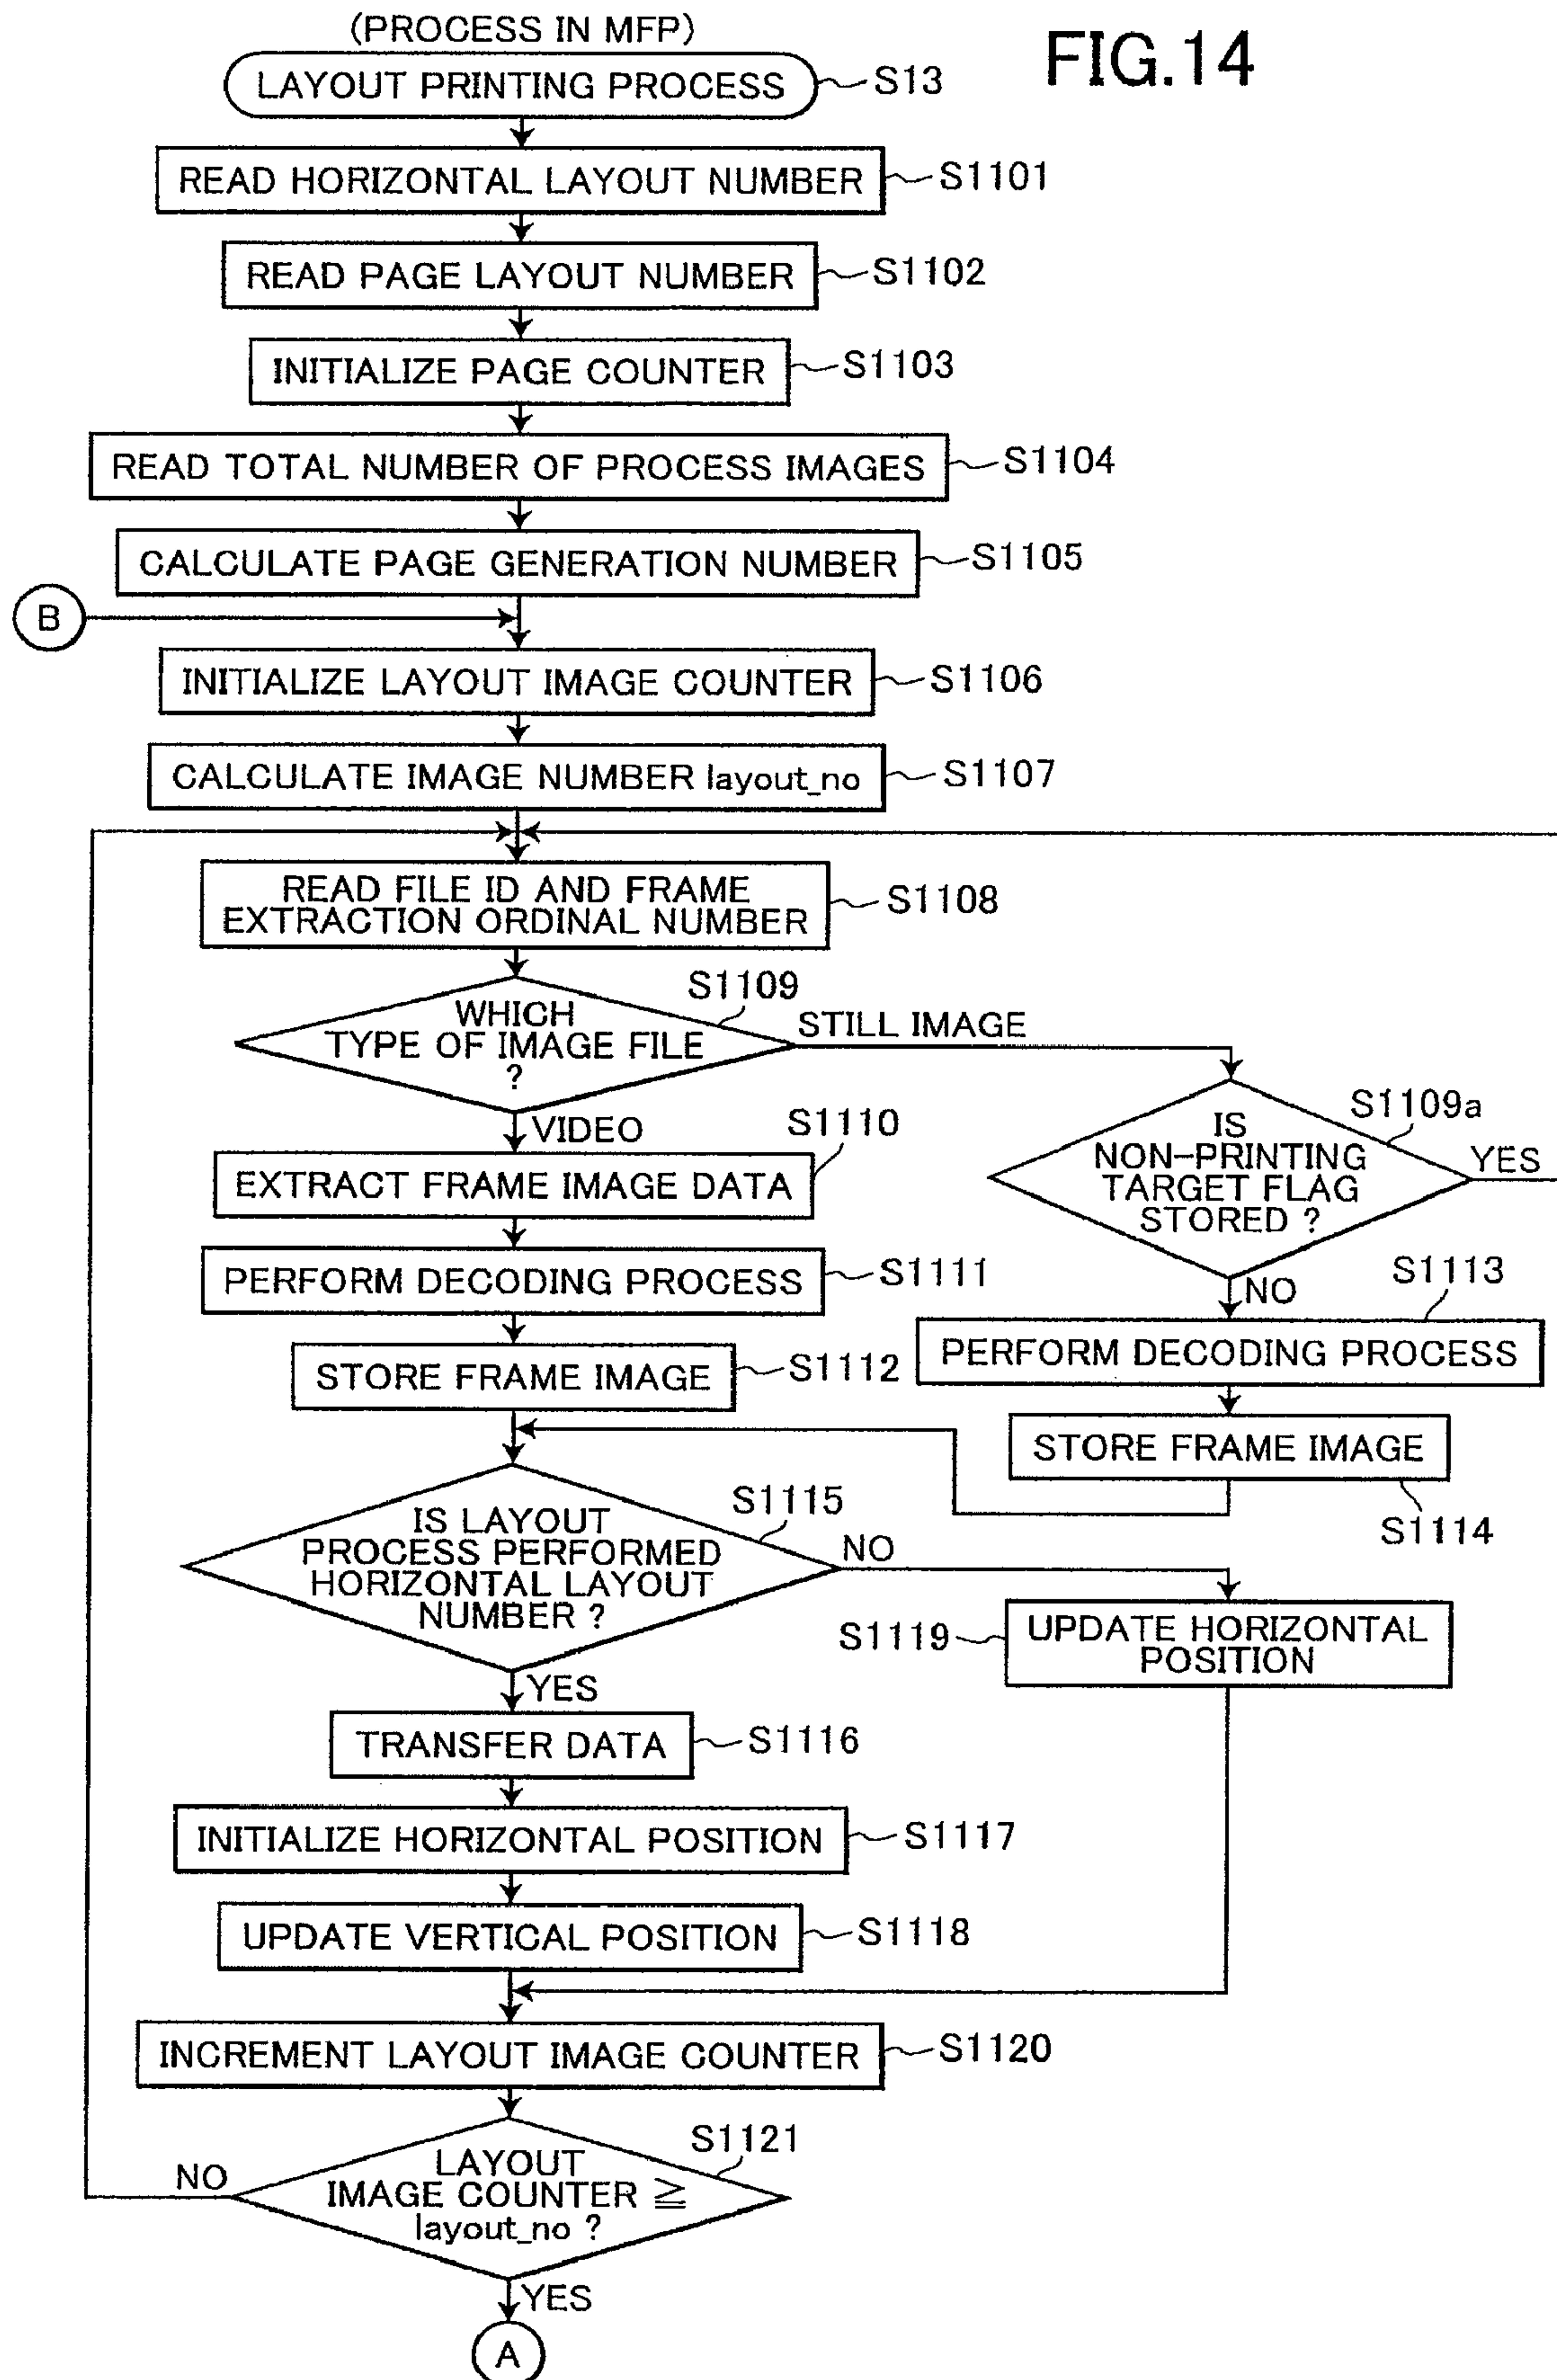 (PROCESS IN MFP)
FIG.14
LAYOUT PRINTING PROCESS
S13
READ HORIZONTAL LAYOUT NUMBER
S1101
READ PAGE LAYOUT NUMBER
S1102
INITIALIZE PAGE COUNTER
S1103
READ TOTAL NUMBER OF PROCESS IMAGES
S1104
CALCULATE PAGE GENERATION NUMBER
S1105
B
INITIALIZE LAYOUT IMAGE COUNTER
S1106
CALCULATE IMAGE NUMBER layout_no
S1107
READ FILE ID AND FRAME
EXTRACTION ORDINAL NUMBER
S1108
S1109
WHICH
TYPE OF IMAGE FILE
?
STILL IMAGE
VIDEO
S1109a
IS
NON-PRINTING
TARGET FLAG
STORED ?
YES
NO
S1110
EXTRACT FRAME IMAGE DATA
PERFORM DECODING PROCESS
S1111
STORE FRAME IMAGE
S1112
S1113
PERFORM DECODING PROCESS
STORE FRAME IMAGE
S1114
S1115
IS LAYOUT
PROCESS PERFORMED
HORIZONTAL LAYOUT
NUMBER ?
NO
YES
S1119
UPDATE HORIZONTAL
POSITION
TRANSFER DATA
S1116
INITIALIZE HORIZONTAL POSITION
S1117
UPDATE VERTICAL POSITION
S1118
INCREMENT LAYOUT IMAGE COUNTER
S1120
S1121
LAYOUT
IMAGE COUNTER ≧
layout_no ?
NO
YES
A